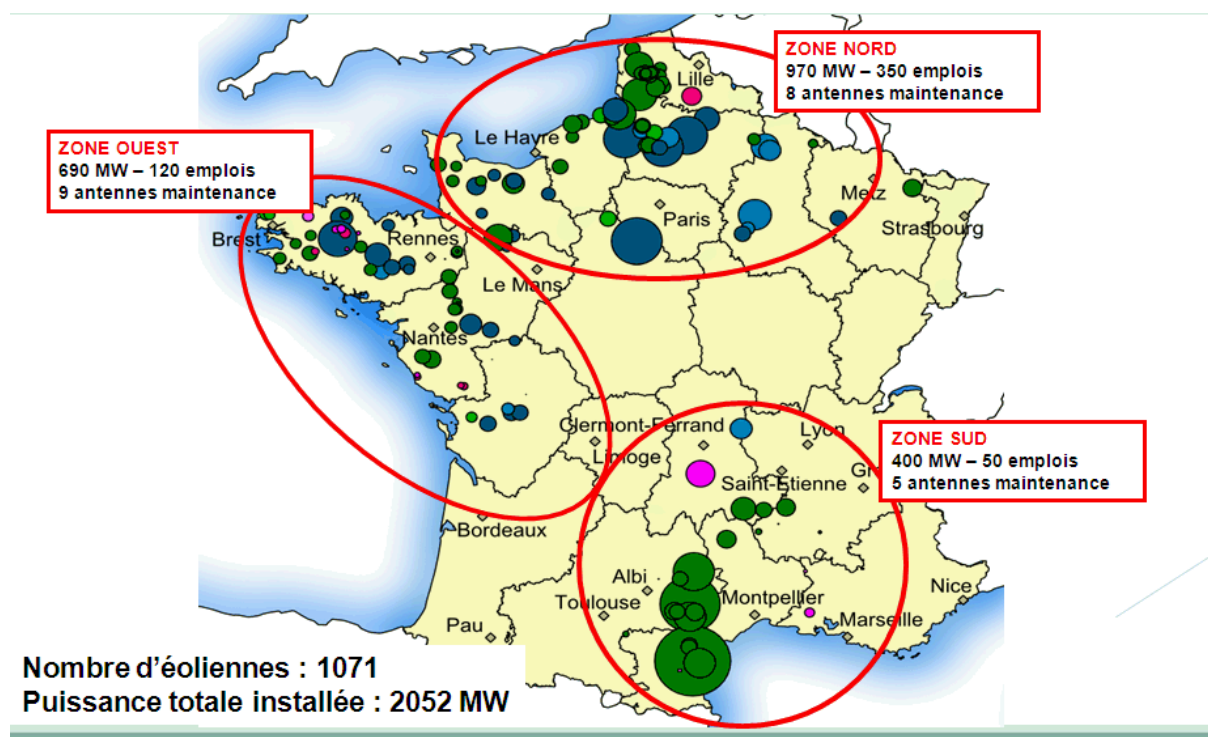 ZONE NORD
970 MW – 350 emplois
8 antennes maintenance
Lille
Le Havre
ZONE OUEST
690 MW – 120 emplois
9 antennes maintenance
Metz
Paris
Strasbourg
Brest
Rennes
Le Mans
Nantes
Clermont-Ferrand
Lyon
Limoge
ZONE SUD
400 MW – 50 emplois
5 antennes maintenance
Saint-Etienne
Gr
Bordeaux
Albi
Nice
Toulouse
Montpellier
Marseille
Pau
Nombre d'éoliennes : 1071
Puissance totale installée : 2052 MW